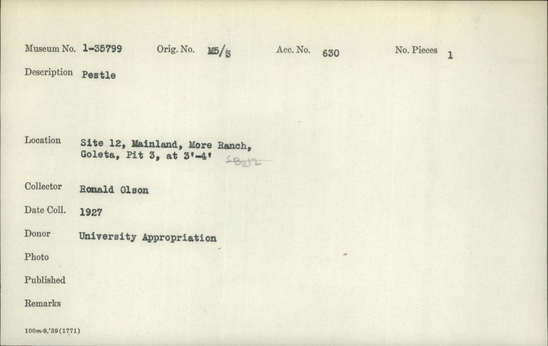 Museum No. 1-35799 Orig. No. M5/3 Acc. No. 630 No. Pieces 1
Description Pestle
Location Site 12, Mainland, More Ranch,
Goleta, Pit 3, at 3'-4'
Collector Ronald Olson
Date Coll. 1927
Donor University Appropriation
Photo
Published
Remarks
100m-9,'39(1771)